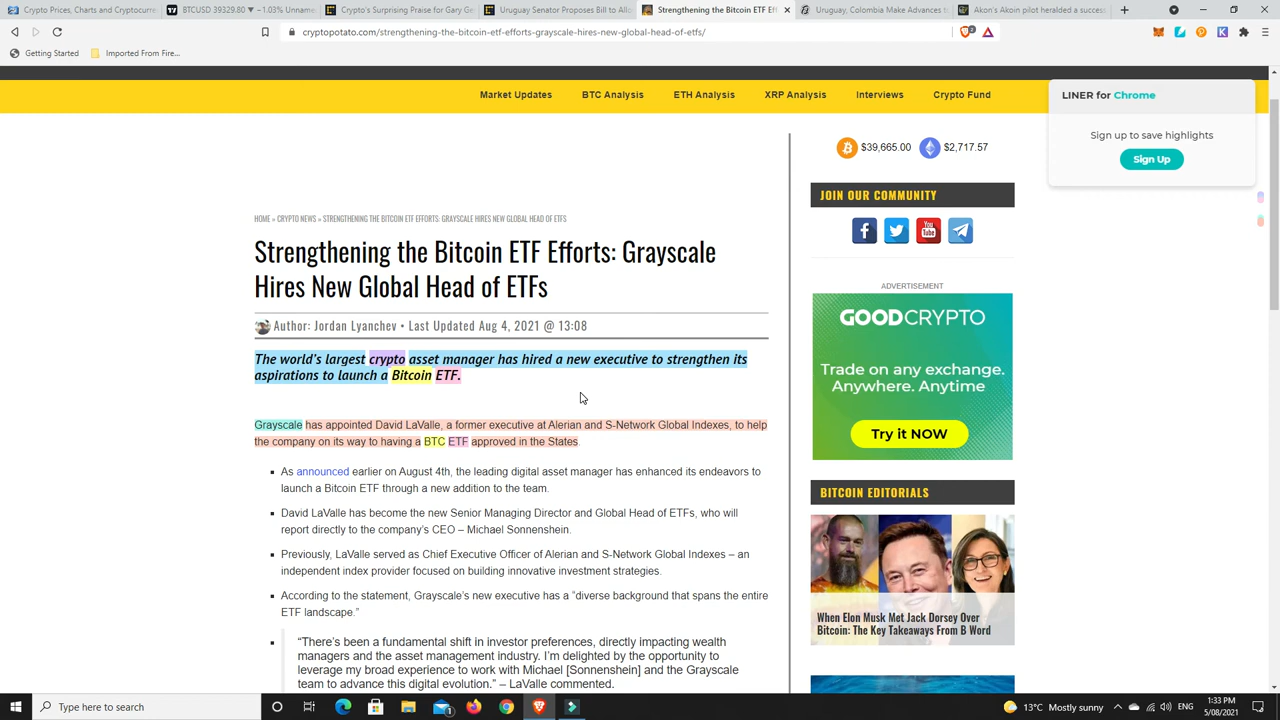 Crypto Prices, Charts and Cryptocurr
BTCUSD 39329.80 ▼ −1.03% Unname
Crypto's Surprising Praise for Gary Ge
Uruguay Senator Proposes Bill to Allo
Strengthening the Bitcoin ETF Eff
Uruguay, Colombia Make Advances t
Akon's Akoin pilot heralded a success
cryptopotato.com/strengthening-the-bitcoin-etf-efforts-grayscale-hires-new-global-head-of-etfs/
Getting Started
Imported From Fire...
Market Updates
BTC Analysis
ETH Analysis
XRP Analysis
Interviews
Crypto Fund
LINER for Chrome
Sign up to save highlights
Sign Up
$39,665.00
$2,717.57
HOME » CRYPTO NEWS » STRENGTHENING THE BITCOIN ETF EFFORTS: GRAYSCALE HIRES NEW GLOBAL HEAD OF ETFS
Strengthening the Bitcoin ETF Efforts: Grayscale
Hires New Global Head of ETFs
Author: Jordan Lyanchev • Last Updated Aug 4, 2021 @ 13:08
The world's largest crypto asset manager has hired a new executive to strengthen its
aspirations to launch a Bitcoin ETF.
Grayscale has appointed David LaValle, a former executive at Alerian and S-Network Global Indexes, to help
the company on its way to having a BTC ETF approved in the States.
As announced earlier on August 4th, the leading digital asset manager has enhanced its endeavors to
launch a Bitcoin ETF through a new addition to the team.
David LaValle has become the new Senior Managing Director and Global Head of ETFs, who will
report directly to the company's CEO – Michael Sonnenshein.
Previously, LaValle served as Chief Executive Officer of Alerian and S-Network Global Indexes – an
independent index provider focused on building innovative investment strategies.
According to the statement, Grayscale's new executive has a “diverse background that spans the entire
ETF landscape.”
“There's been a fundamental shift in investor preferences, directly impacting wealth
managers and the asset management industry. I'm delighted by the opportunity to
leverage my broad experience to work with Michael [Sonnenshein] and the Grayscale
team to advance this digital evolution.” – LaValle commented.
JOIN OUR COMMUNITY
You
Tube
ADVERTISEMENT
GOODCRYPTO
Trade on any exchange.
Anywhere. Anytime
Try it NOW
BITCOIN EDITORIALS
When Elon Musk Met Jack Dorsey Over
Bitcoin: The Key Takeaways From B Word
Type here to search
13°C Mostly sunny
1:33 PM
5/08/2021